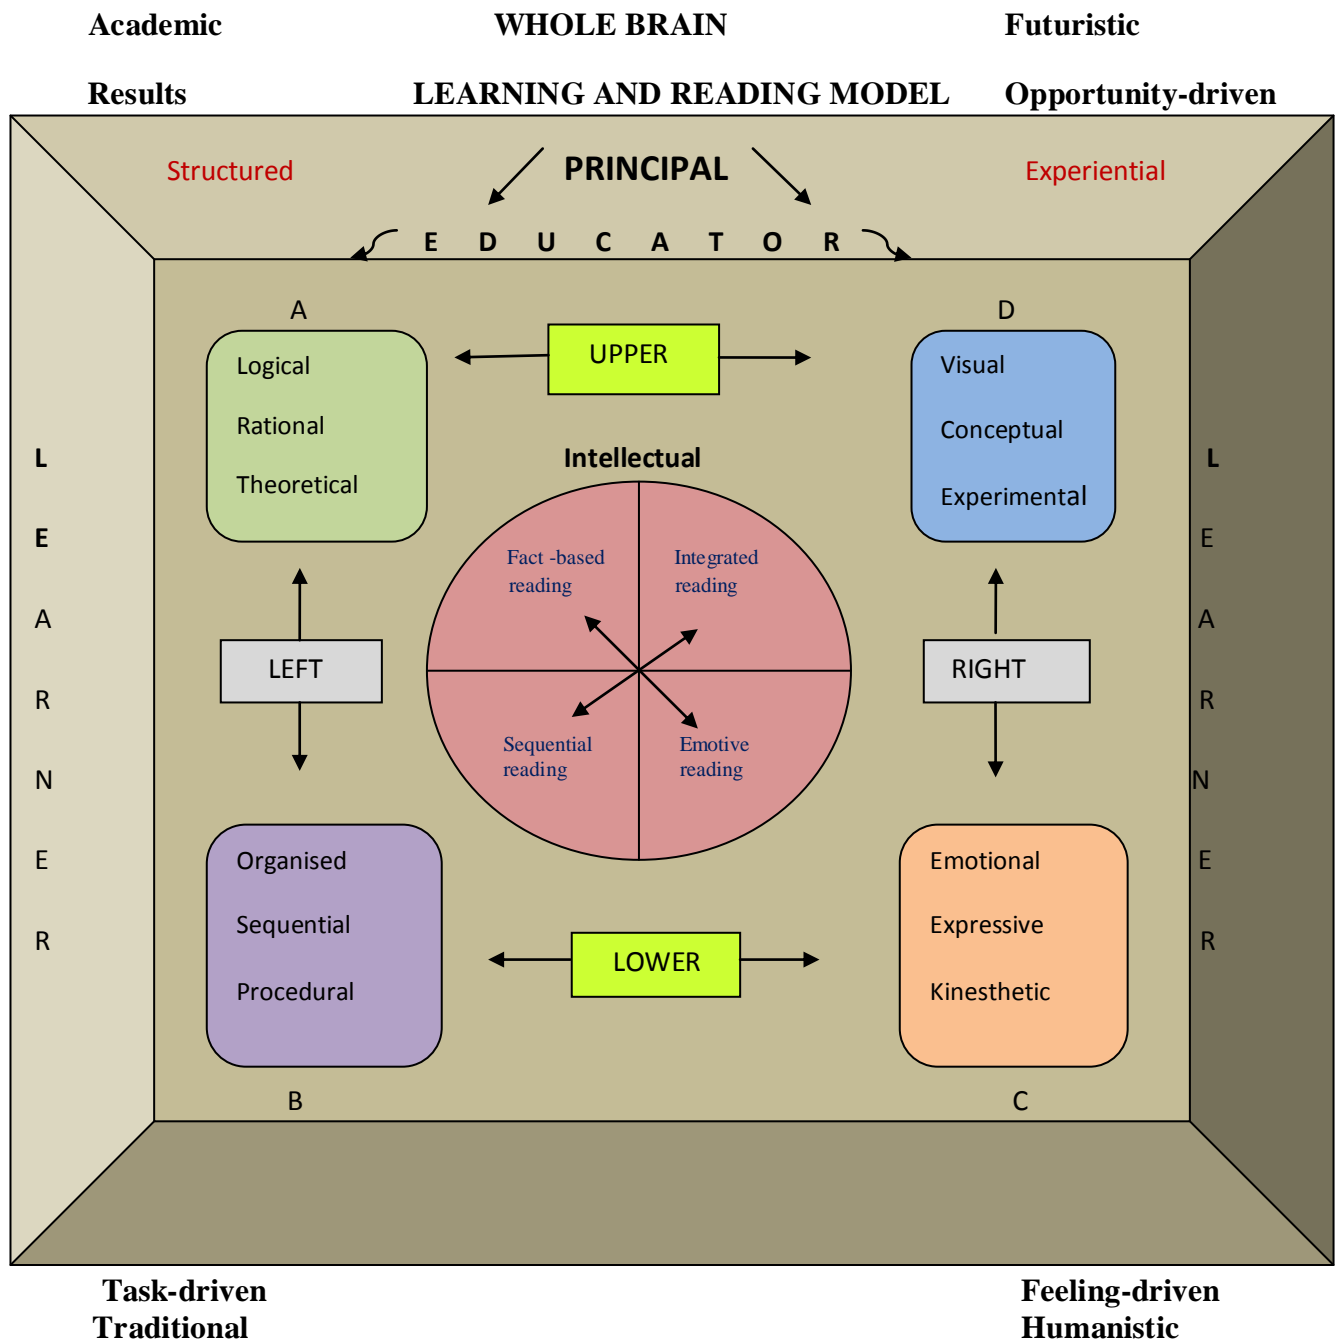 Academic WHOLE BRAIN Futuristic
Results LEARNING AND READING MODEL Opportunity-driven
Structured PRINCIPAL Experiential
E D U C A T O R
A D
Logical
Rational
Theoretical
UPPER
Visual
Conceptual
Experimental
L
E
A
R
N
E
R
Intellectual
Fact -based
reading
Integrated
reading
Sequential
reading
Emotive
reading
LEFT
RIGHT
L
E
A
R
N
E
R
Organised
Sequential
Procedural
LOWER
Emotional
Expressive
Kinesthetic
B C
Task-driven Feeling-driven
Traditional Humanistic